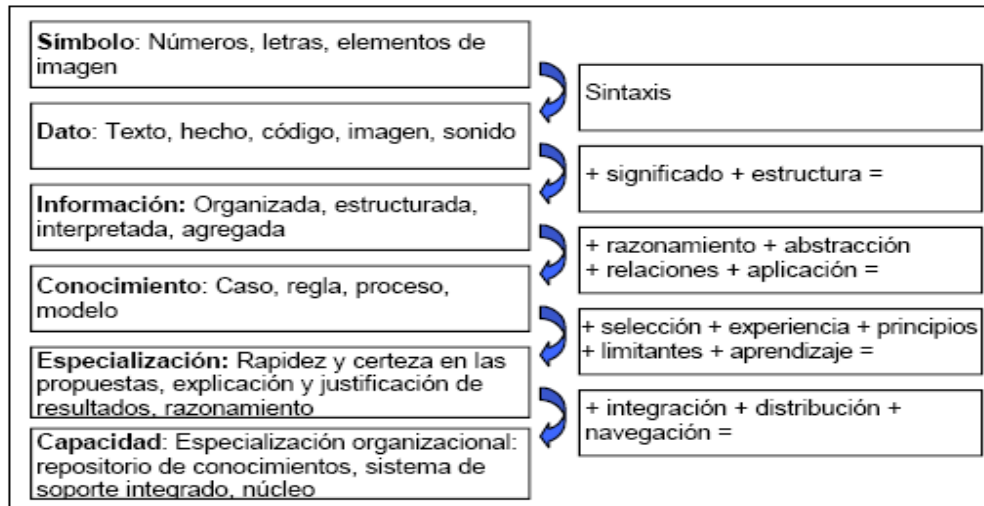 Símbolo: Números, letras, elementos de
imagen
Sintaxis
Dato: Texto, hecho, código, imagen, sonido
+ significado + estructura =
Información: Organizada, estructurada,
interpretada, agregada
+ razonamiento + abstracción
+ relaciones + aplicación =
Conocimiento: Caso, regla, proceso,
modelo
+ selección + experiencia + principios
+ limitantes + aprendizaje =
Especialización: Rapidez y certeza en las
propuestas, explicación y justificación de
resultados, razonamiento
+ integración + distribución +
navegación =
Capacidad: Especialización organizacional:
repositorio de conocimientos, sistema de
soporte integrado, núcleo